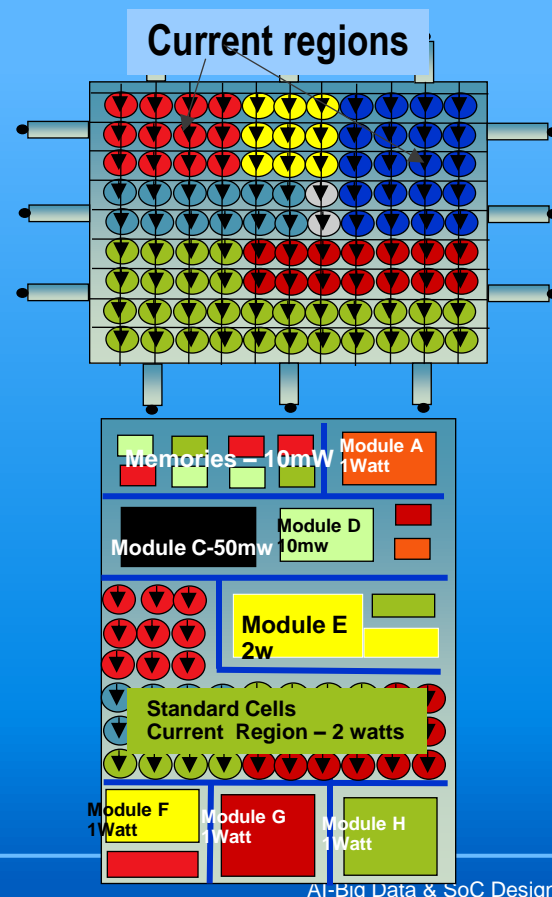 Current regions
Memories – 10mW
Module A
1Watt
Module C-50mw
Module D
10mw
Module E
2w
Standard Cells
Current Region – 2 watts
Module F
1Watt
Module G
1Watt
Module H
1Watt
AI-Big Data & SoC Design